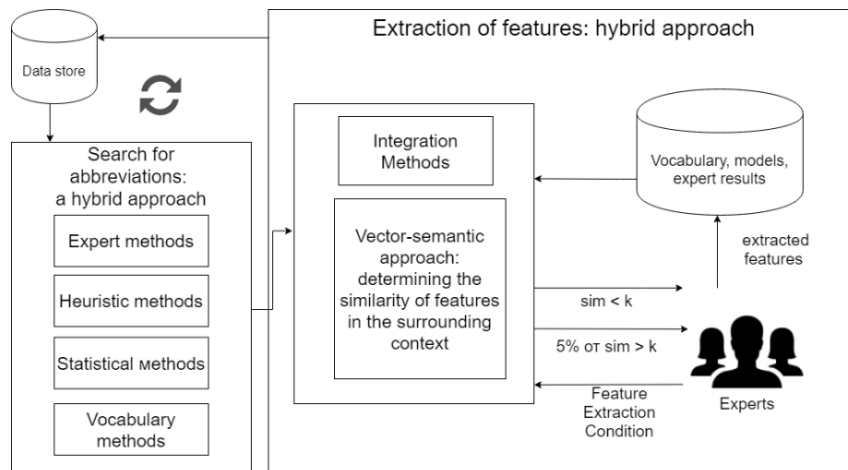 Extraction of features: hybrid approach
Data store
Search for
abbreviations:
a hybrid approach
Expert methods
Heuristic methods
Statistical мethods
Vocabulary
methods
Integration
Methods
Vector-semantic
approach:
determining the
similarity of features
in the surrounding
context
Vocabulary, models,
expert results
extracted
features
sim < k
5% от sim > k
Feature
Extraction
Condition
Experts